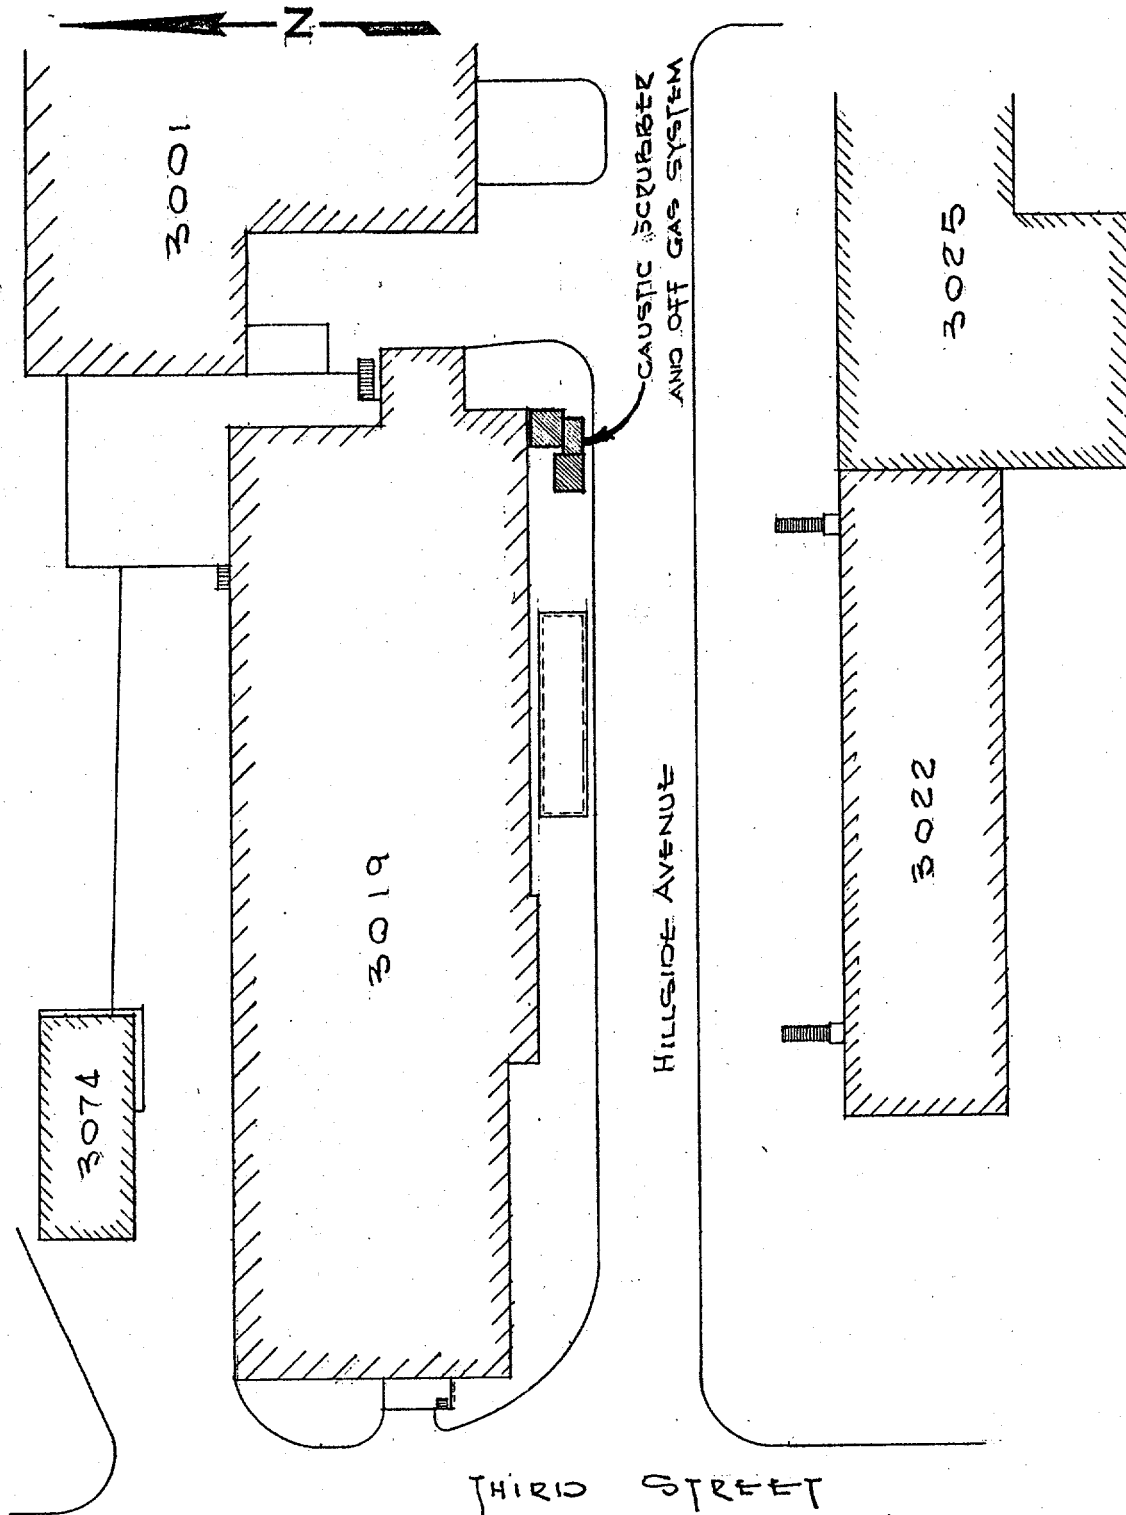 N
3001
CAUSTIC SCRUBBER
AND OFF GAS SYSTEM
3025
3019
HILLSIDE AVENUE
3022
3074
THIRD STREET